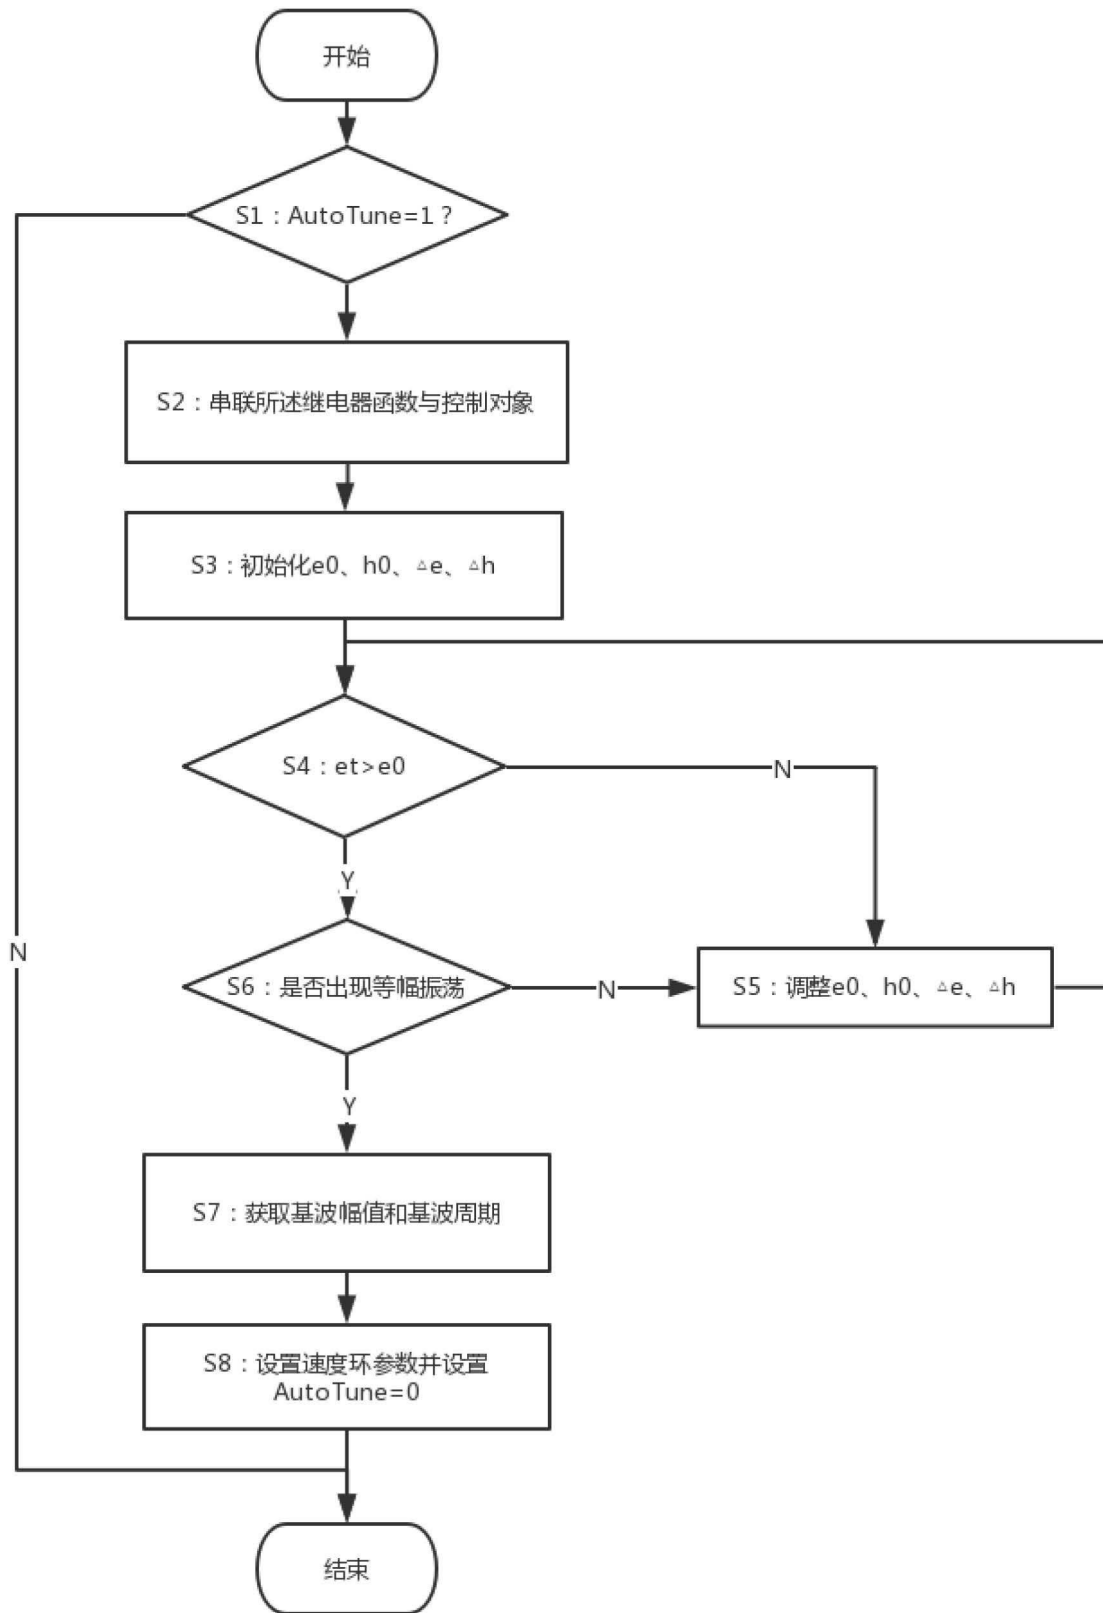 开始
S1：AutoTune=1？
S2：串联所述继电器函数与控制对象
S3：初始化e0、h0、△e、△h
S4：et>e0
N
Y
N
S6：是否出现等幅振荡
N
S5：调整e0、h0、△e、△h
Y
S7：获取基波幅值和基波周期
S8：设置速度环参数并设置
AutoTune=0
结束